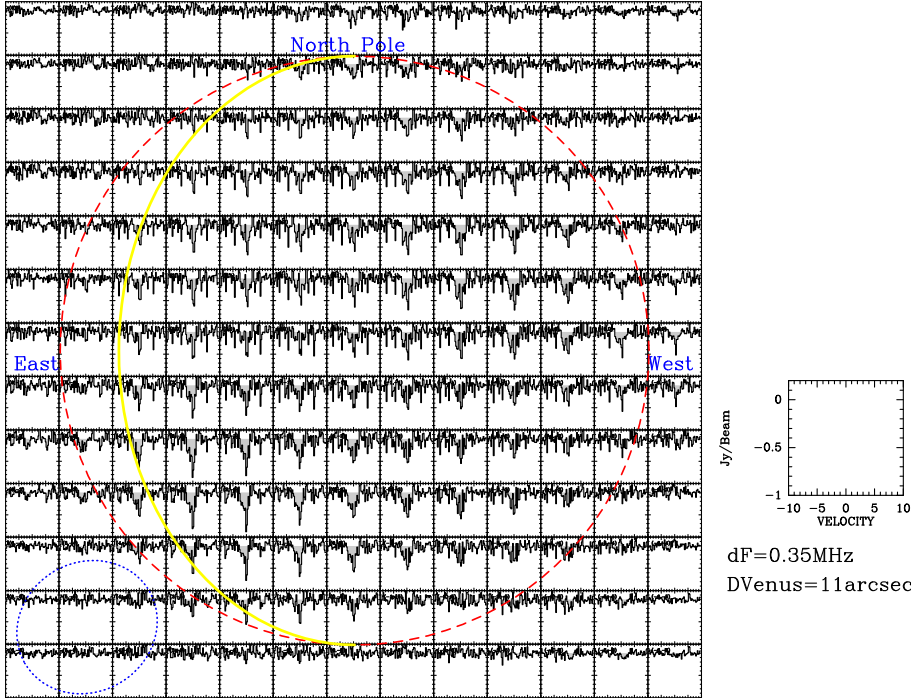 North Pole
East
West
0
-0.5
-1
Jy/Beam
-10 -5 0 5 10
VELOCITY
dF=0.35MHz
DVenus=11arcsec